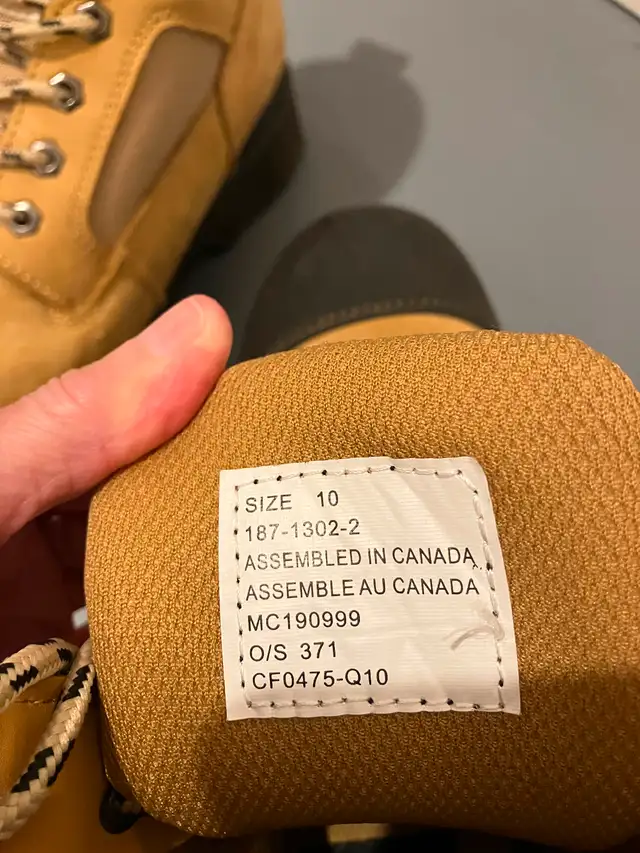 SIZE 10
187-1302-2
ASSEMBLED IN CANADA
ASSEMBLE AU CANADA
MC190999
O/S 371
CF0475-Q10